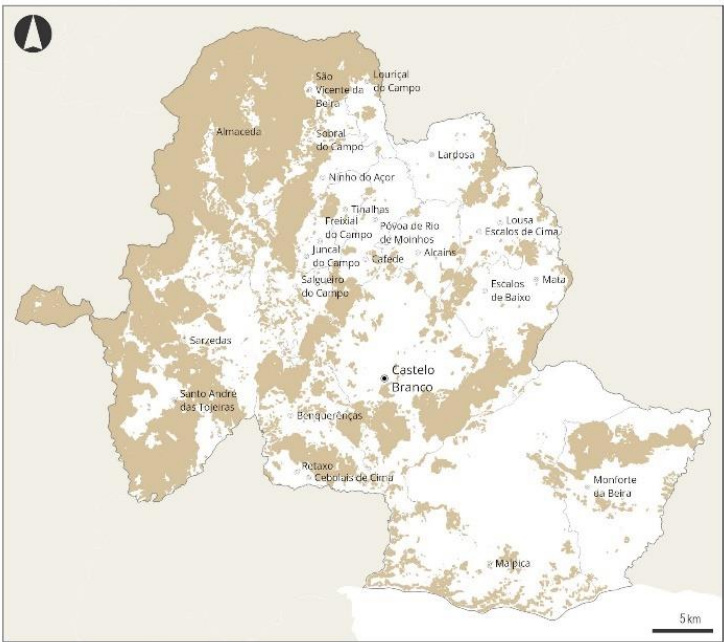 São
Vicente da
Beira
Louriçal
do Campo
Almaceda
Sobral
do Campo
Lardosa
Ninho do Açor
Tinalhas
Freixial
do Campo
Póvoa de Rio
de Moinhos
Lousa
Escalos de Cima
Juncal
do Campo
Cafede
Alcains
Salgueiro
do Campo
Escalos
de Baixo
Mata
Sarzedas
Castelo
Branco
Santo André
das Tojeiras
Benquerenças
Retaxo
Cebolais de Cima
Monforte
da Beira
Malpica
5 km